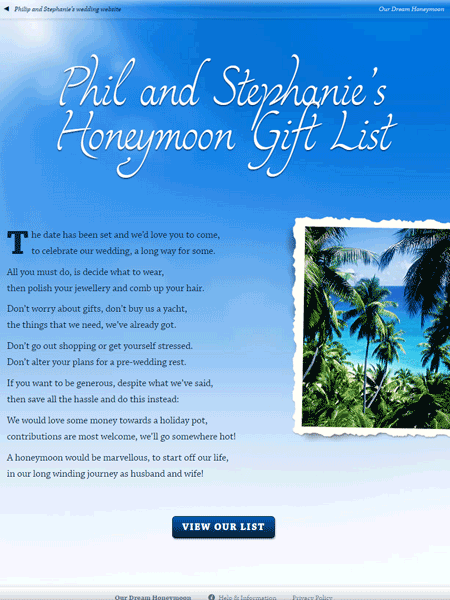 Philip and Stephanie's wedding website
Our Dream Honeymoon
Phil and Stephanie's
Honeymoon Gift List
The date has been set and we'd love you to come,
to celebrate our wedding, a long way for some.
All you must do, is decide what to wear,
then polish your jewellery and comb up your hair.
Don't worry about gifts, don't buy us a yacht,
the things that we need, we've already got.
Don't go out shopping or get yourself stressed.
Don't alter your plans for a pre-wedding rest.
If you want to be generous, despite what we've said,
then save all the hassle and do this instead:
We would love some money towards a holiday pot,
contributions are most welcome, we'll go somewhere hot!
A honeymoon would be marvellous, to start off our life,
in our long winding journey as husband and wife!
VIEW OUR LIST
Our Dream Honeymoon
Help & Information
Privacy Policy